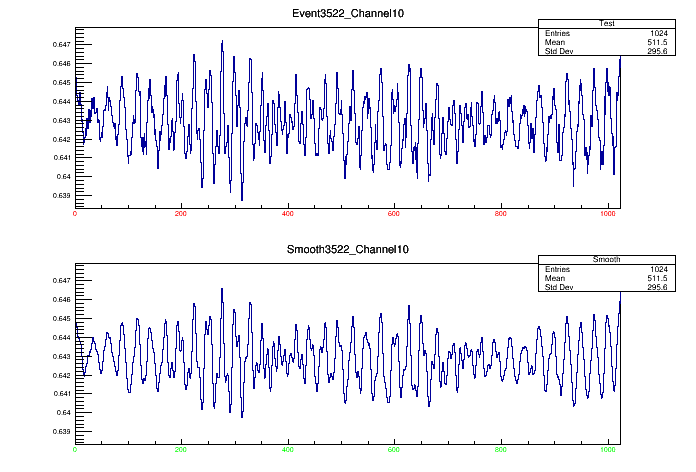 Event3522_Channel10
Test
Entries 1024
Mean 511.5
Std Dev 295.6
0.647
0.646
0.645
0.644
0.643
0.642
0.641
0.64
0.639
0 200 400 600 800 1000
Smooth3522_Channel10
Smooth
Entries 1024
Mean 511.5
Std Dev 295.6
0.647
0.646
0.645
0.644
0.643
0.642
0.641
0.64
0.639
0 200 400 600 800 1000